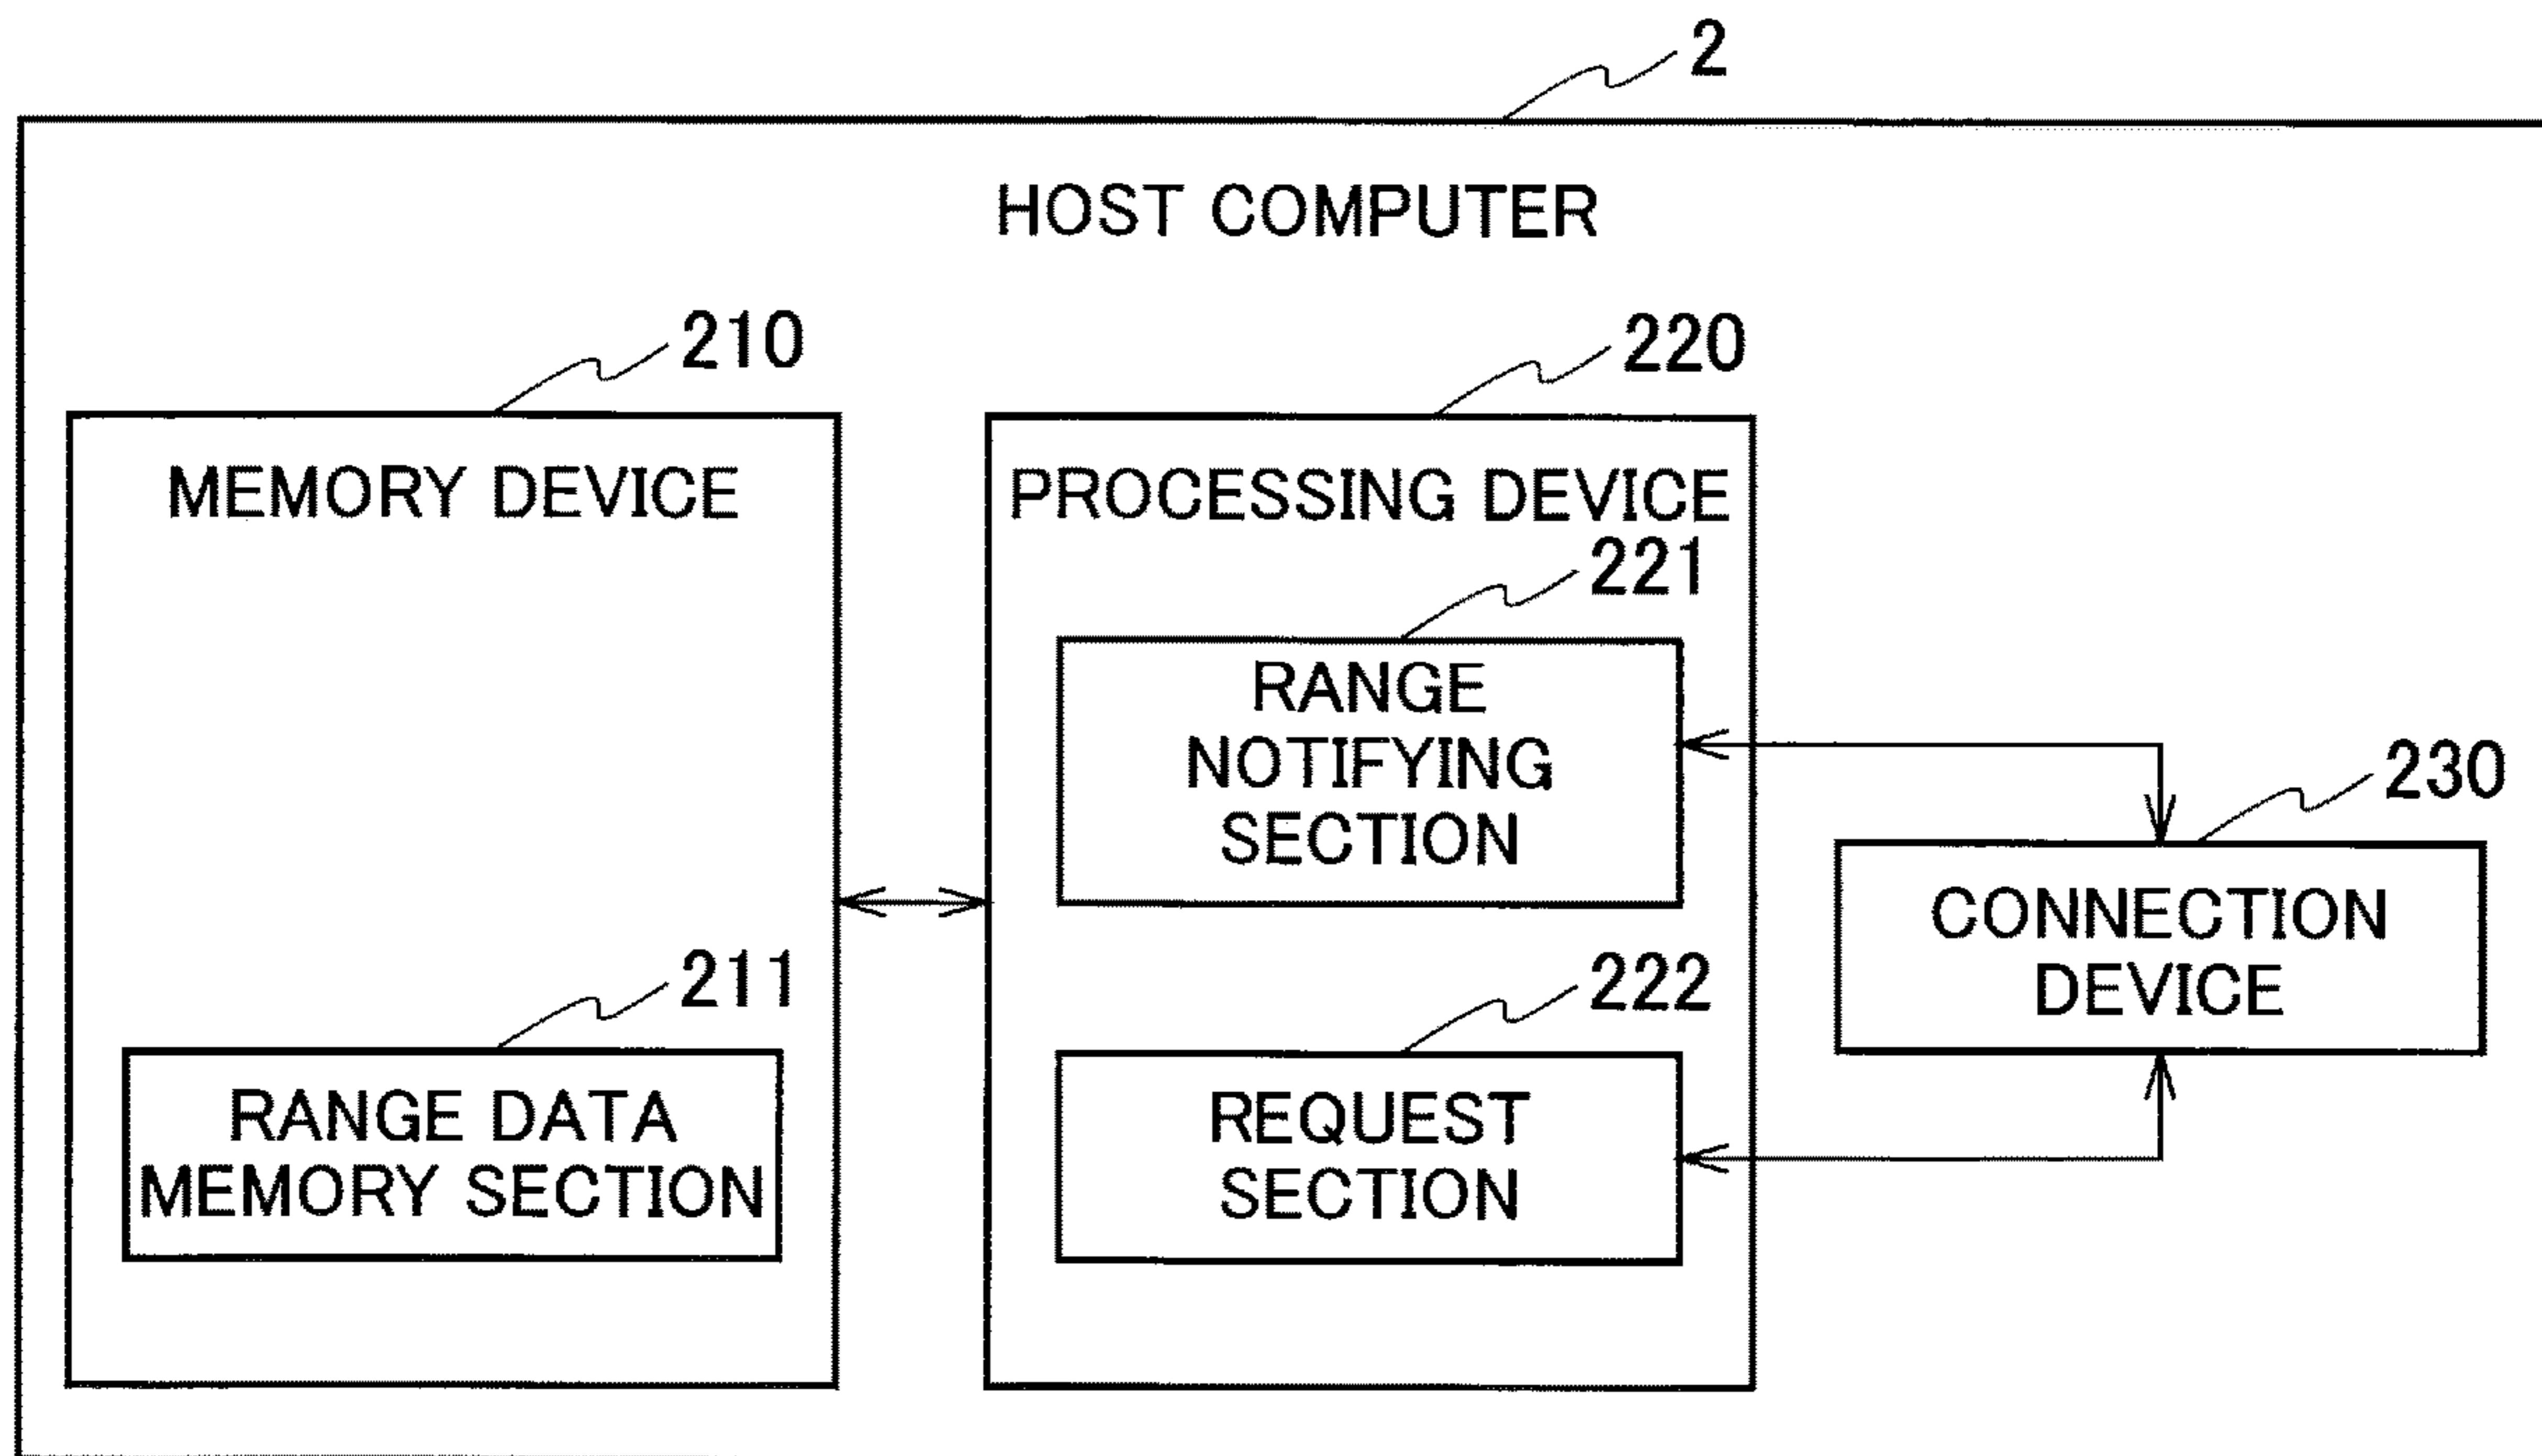 2
HOST COMPUTER
210
220
MEMORY DEVICE
PROCESSING DEVICE
221
RANGE
NOTIFYING
SECTION
230
CONNECTION
DEVICE
211
222
RANGE DATA
MEMORY SECTION
REQUEST
SECTION